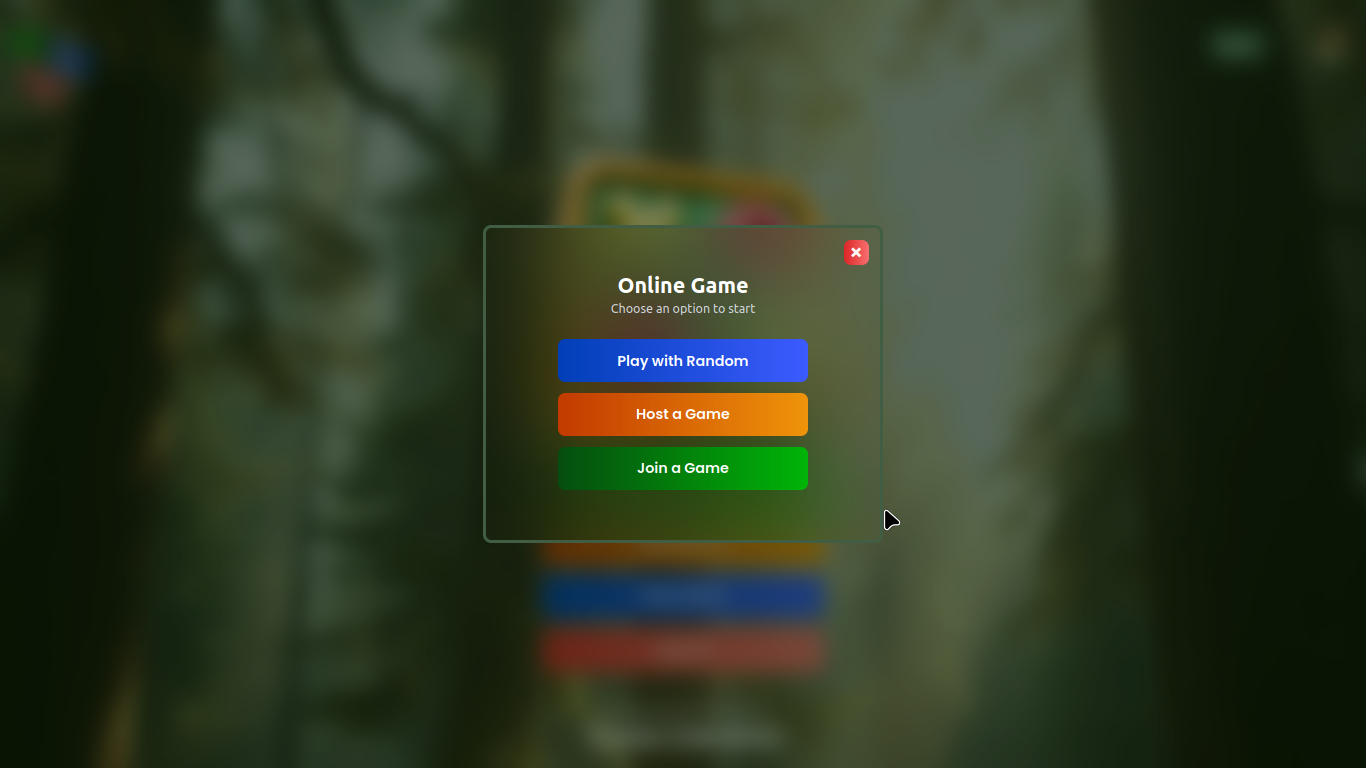 Online Game
Choose an option to start
Play with Random
Host a Game
Join a Game